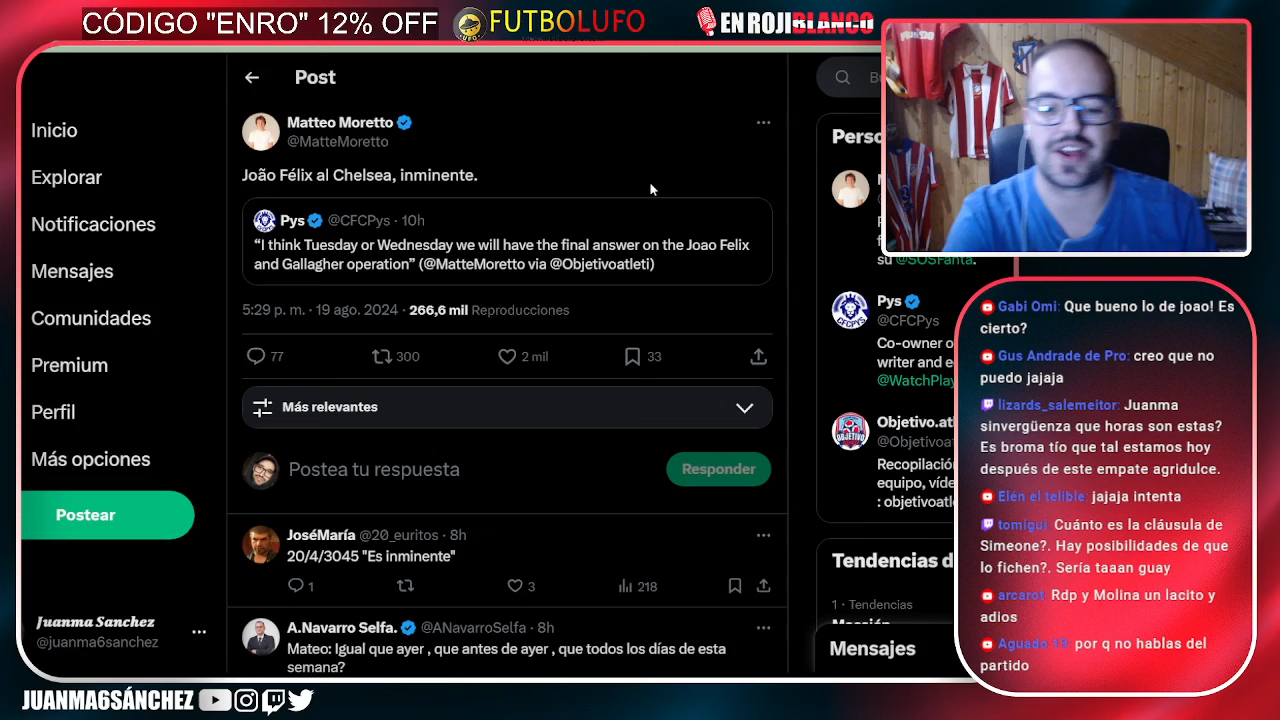 CÓDIGO "ENRO" 12% OFF
FUTBOLUFO
EN ROJIBLANCO
Post
Inicio
Explorar
Notificaciones
Mensajes
Comunidades
Premium
Perfil
Más opciones
Postear
Juanma Sanchez
@juanma6sanchez
Matteo Moretto
@MatteMoretto
João Félix al Chelsea, inminente.
Pys @CFCPys · 10h
“I think Tuesday or Wednesday we will have the final answer on the Joao Felix
and Gallagher operation” (@MatteMoretto via @Objetivoatleti)
5:29 p. m. · 19 ago. 2024 · 266,6 mil Reproducciones
77 300 2 mil 33
Más relevantes
Postea tu respuesta
Responder
JoséMaría @20_euritos · 8h
20/4/3045 "Es inminente"
1 3 218
A.Navarro Selfa. @ANavarroSelfa · 8h
Mateo: Igual que ayer , que antes de ayer , que todos los días de esta
semana?
su @SOSFanta.
Pys
@CFCPys
Co-owner o
writer and e
@WatchPlay
Objetivo.at
@Objetivoat
Recopilació
equipo, víde
: objetivoatl
Tendencias d
1 · Tendencias
Mensajes
Gabi Omi: Que bueno lo de joao! Es
cierto?
Gus Andrade de Pro: creo que no
puedo jajaja
lizards_salemeitor: Juanma
sinvergüenza que horas son estas?
Es broma tío que tal estamos hoy
después de este empate agridulce.
Elén el telible: jajaja intenta
tomigui: Cuánto es la cláusula de
Simeone?. Hay posibilidades de que
lo fichen?. Sería taaan guay
arcarot: Rdp y Molina un lacito y
adios
Aguado 13: por q no hablas del
partido
JUANMA6SÁNCHEZ